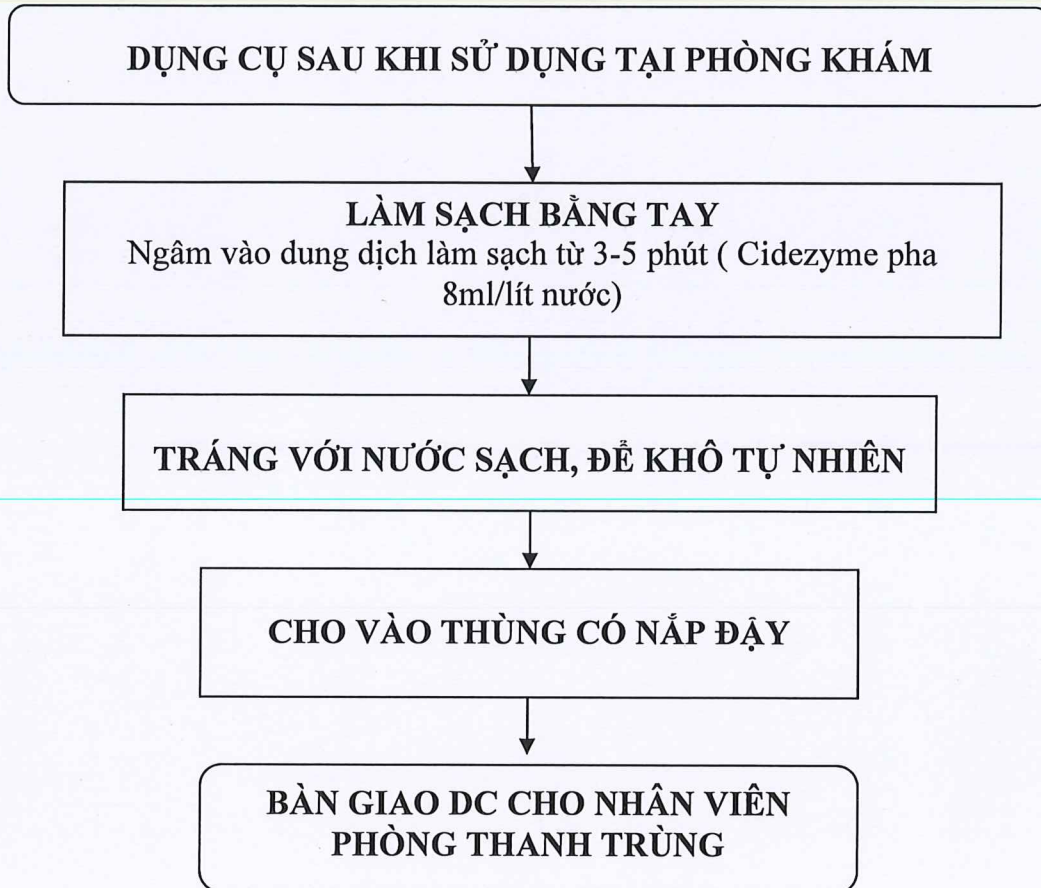 DỤNG CỤ SAU KHI SỬ DỤNG TẠI PHÒNG KHÁM
LÀM SẠCH BẰNG TAY
Ngâm vào dung dịch làm sạch từ 3-5 phút ( Cidezyme pha
8ml/lít nước)
TRÁNG VỚI NƯỚC SẠCH, ĐỂ KHÔ TỰ NHIÊN
CHO VÀO THÙNG CÓ NẮP ĐẬY
BÀN GIAO DC CHO NHÂN VIÊN
PHÒNG THANH TRÙNG